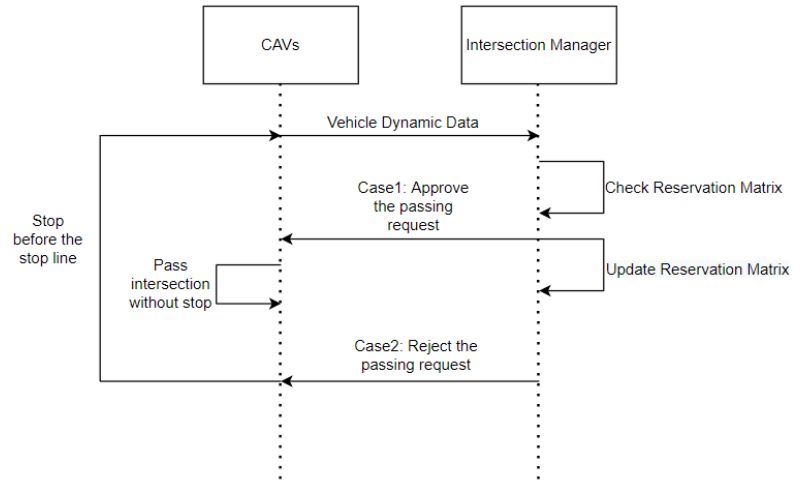 CAVs
Intersection Manager
Vehicle Dynamic Data
Check Reservation Matrix
Case1: Approve
the passing
request
Stop
before the
stop line
Pass
intersection
without stop
Update Reservation Matrix
Case2: Reject the
passing request